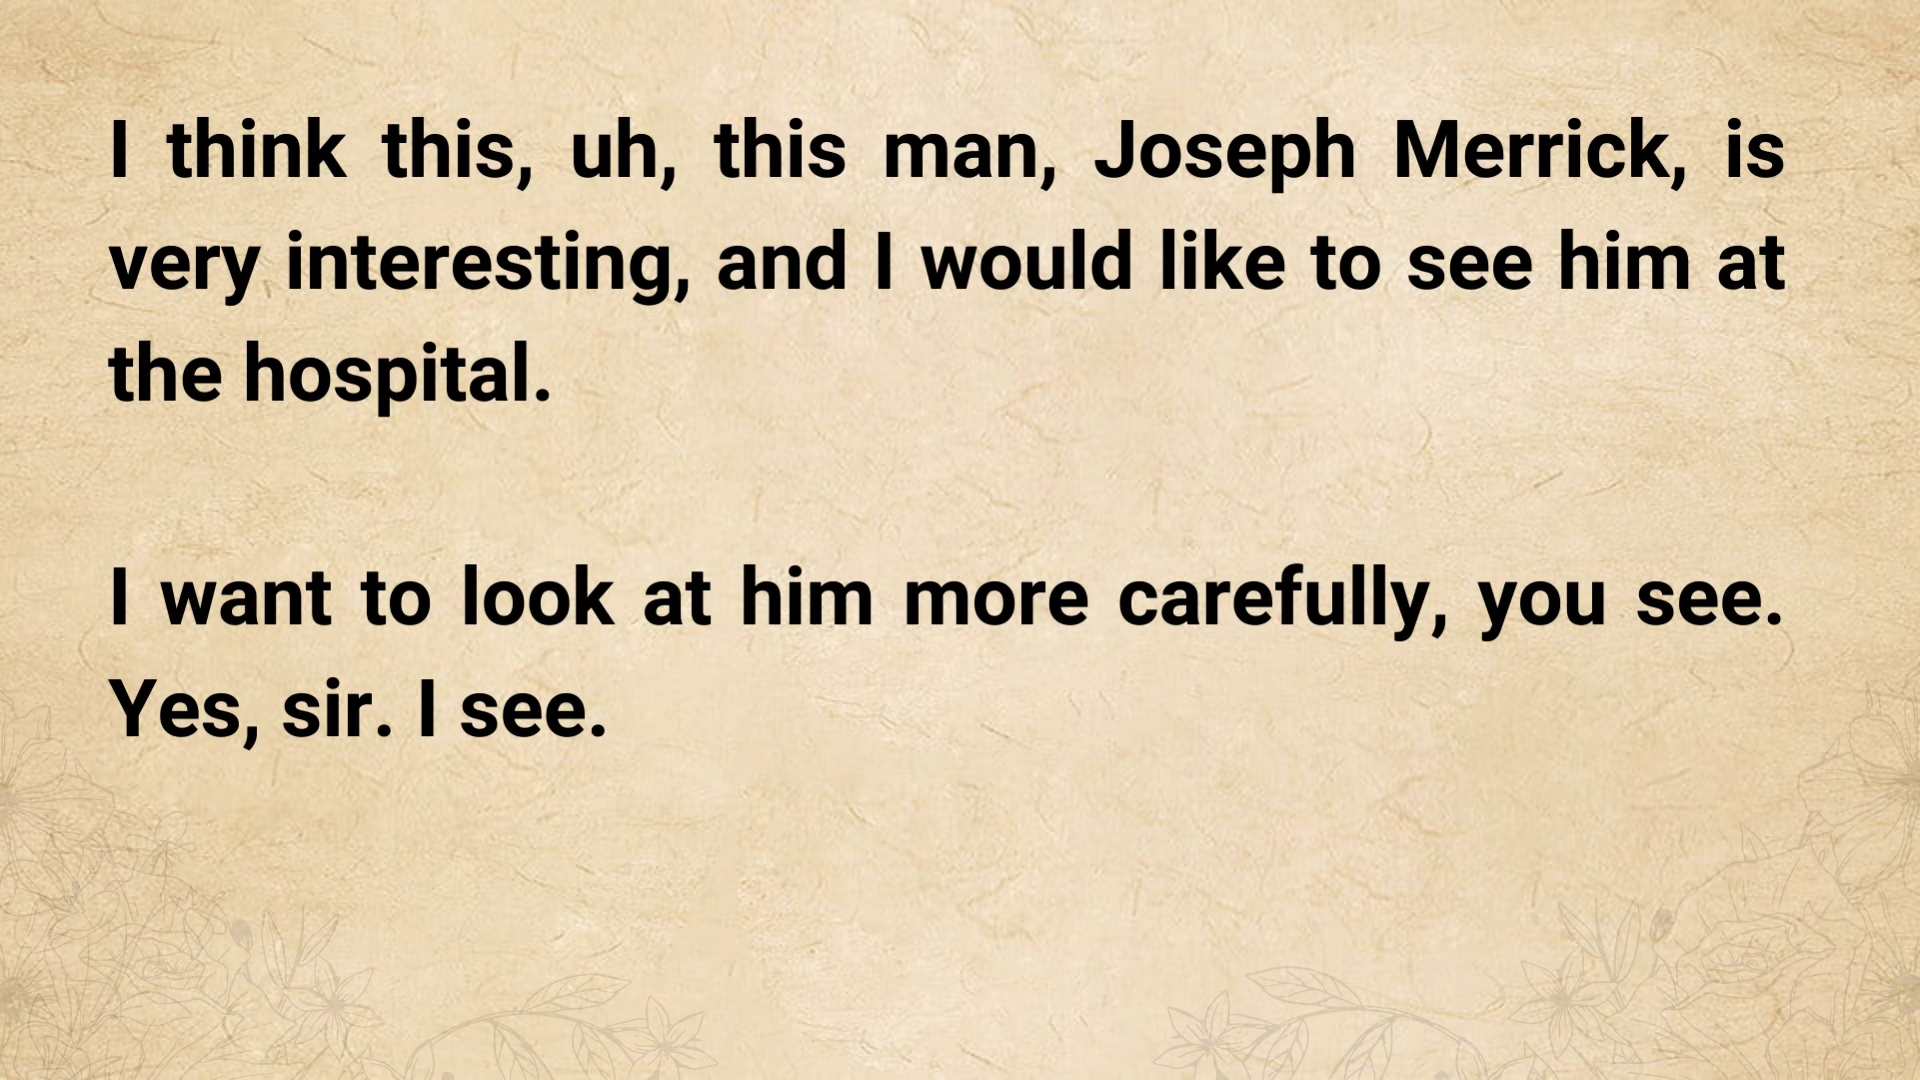 I think this, uh, this man, Joseph Merrick, is
very interesting, and I would like to see him at
the hospital.
I want to look at him more carefully, you see.
Yes, sir. I see.